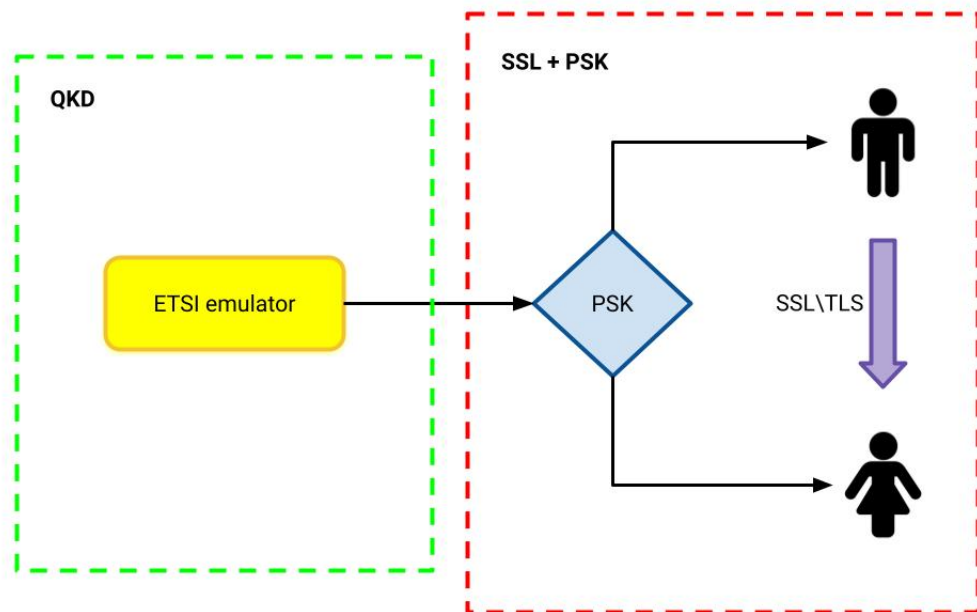 QKD
SSL + PSK
ETSI emulator
PSK
SSL\TLS